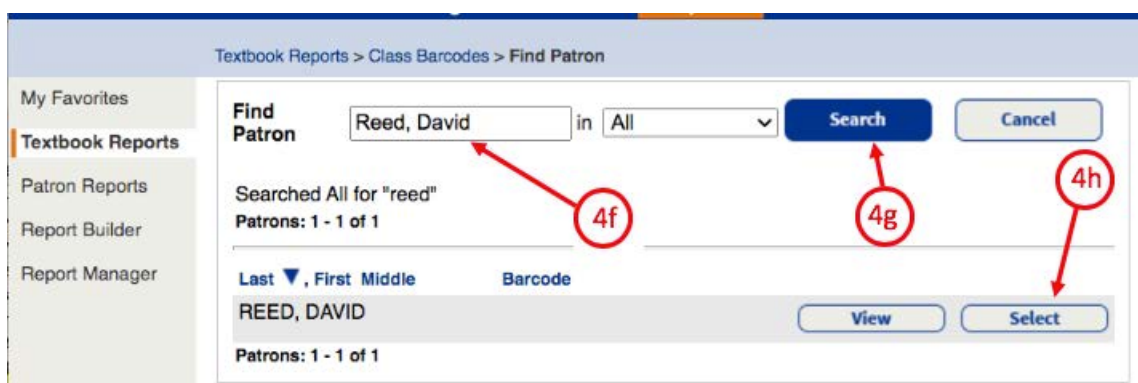 Textbook Reports > Class Barcodes > Find Patron
My Favorites
Textbook Reports
Patron Reports
Report Builder
Report Manager
Find Patron
Reed, David
in
All
Search
Cancel
4f
4g
4h
Searched All for "reed"
Patrons: 1 - 1 of 1
Last ▼, First Middle
Barcode
REED, DAVID
View
Select
Patrons: 1 - 1 of 1